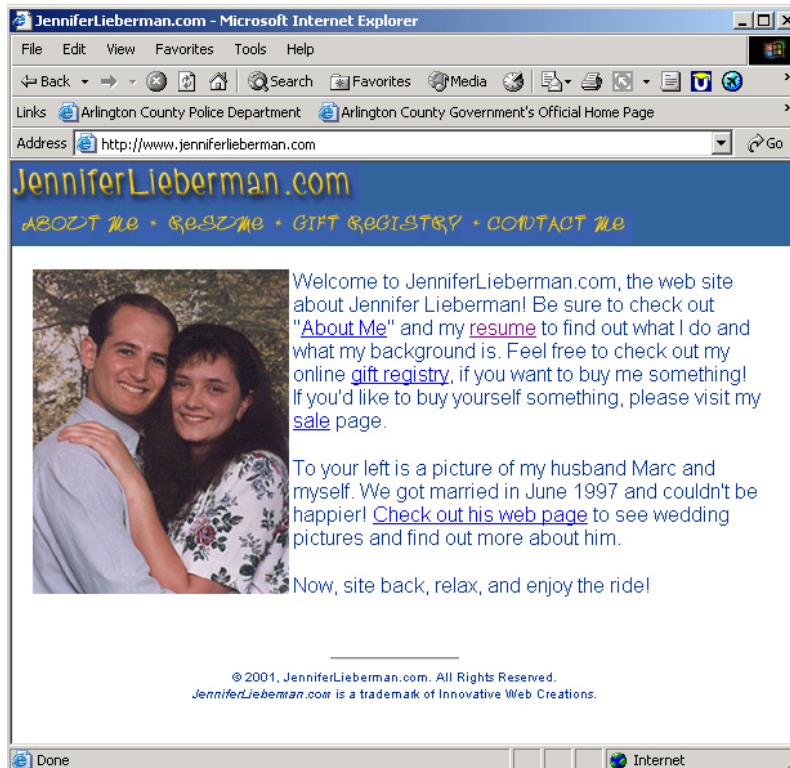 JenniferLieberman.com - Microsoft Internet Explorer
File Edit View Favorites Tools Help
Back Search Favorites Media
Links Arlington County Police Department Arlington County Government's Official Home Page
Address http://www.jenniferlieberman.com Go
JenniferLieberman.com
ABOUT Me • ReSUMe • GIFT ReGISTRY • CONTACT Me
Welcome to JenniferLieberman.com, the web site
about Jennifer Lieberman! Be sure to check out
"About Me" and my resume to find out what I do and
what my background is. Feel free to check out my
online gift registry, if you want to buy me something!
If you'd like to buy yourself something, please visit my
sale page.
To your left is a picture of my husband Marc and
myself. We got married in June 1997 and couldn't be
happier! Check out his web page to see wedding
pictures and find out more about him.
Now, site back, relax, and enjoy the ride!
© 2001, JenniferLieberman.com. All Rights Reserved.
JenniferLieberman.com is a trademark of Innovative Web Creations.
Done Internet